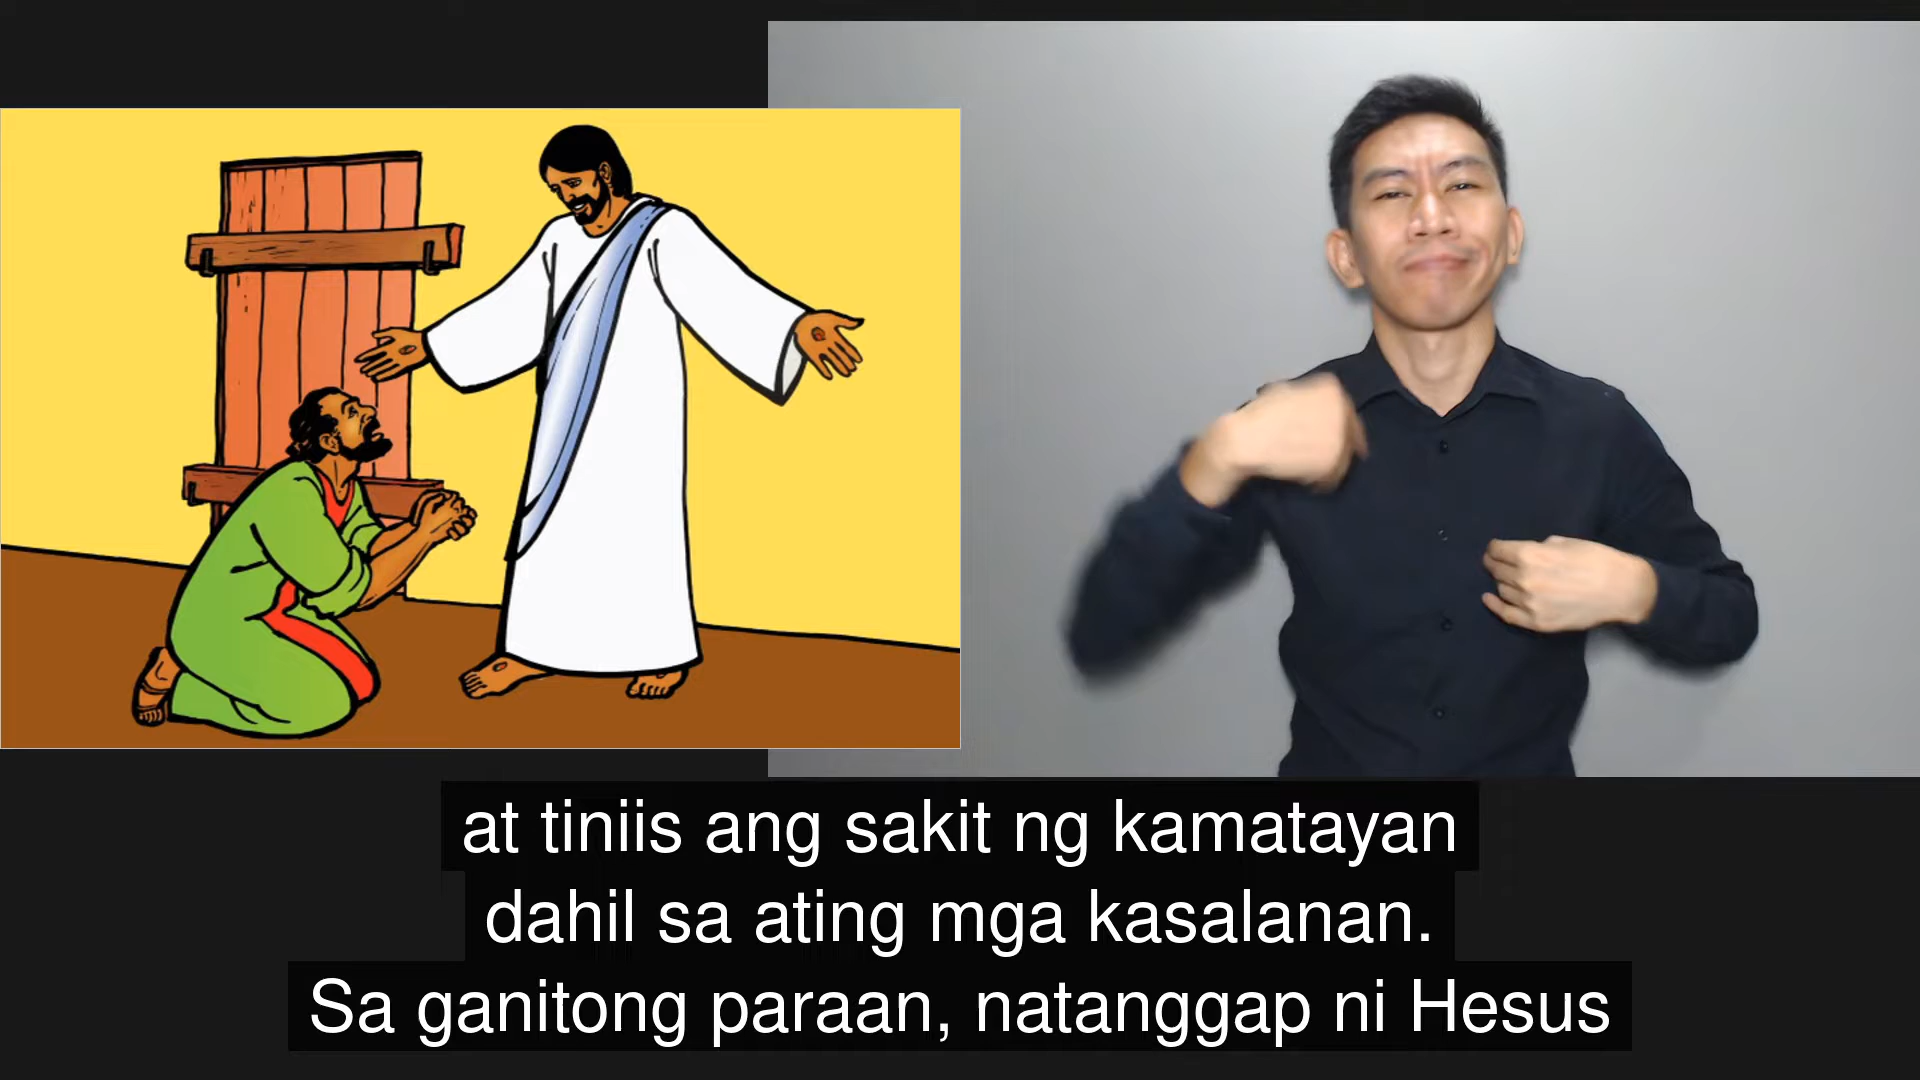 at tiniis ang sakit ng kamatayan
dahil sa ating mga kasalanan.
Sa ganitong paraan, natanggap ni Hesus